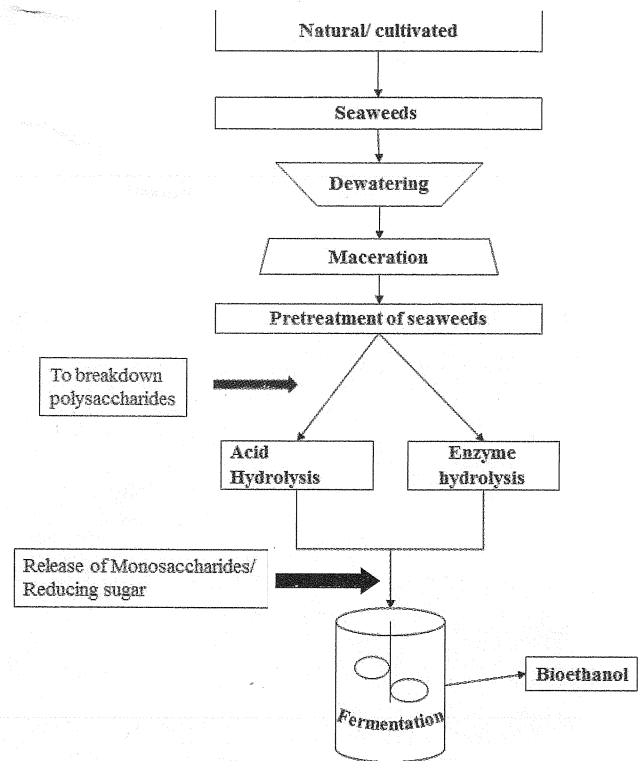 Natural/ cultivated
Seaweeds
Dewatering
Maceration
Pretreatment of seaweeds
To breakdown
polysaccharides
Acid
Hydrolysis
Enzyme
hydrolysis
Release of Monosaccharides/
Reducing sugar
Fermentation
Bioethanol